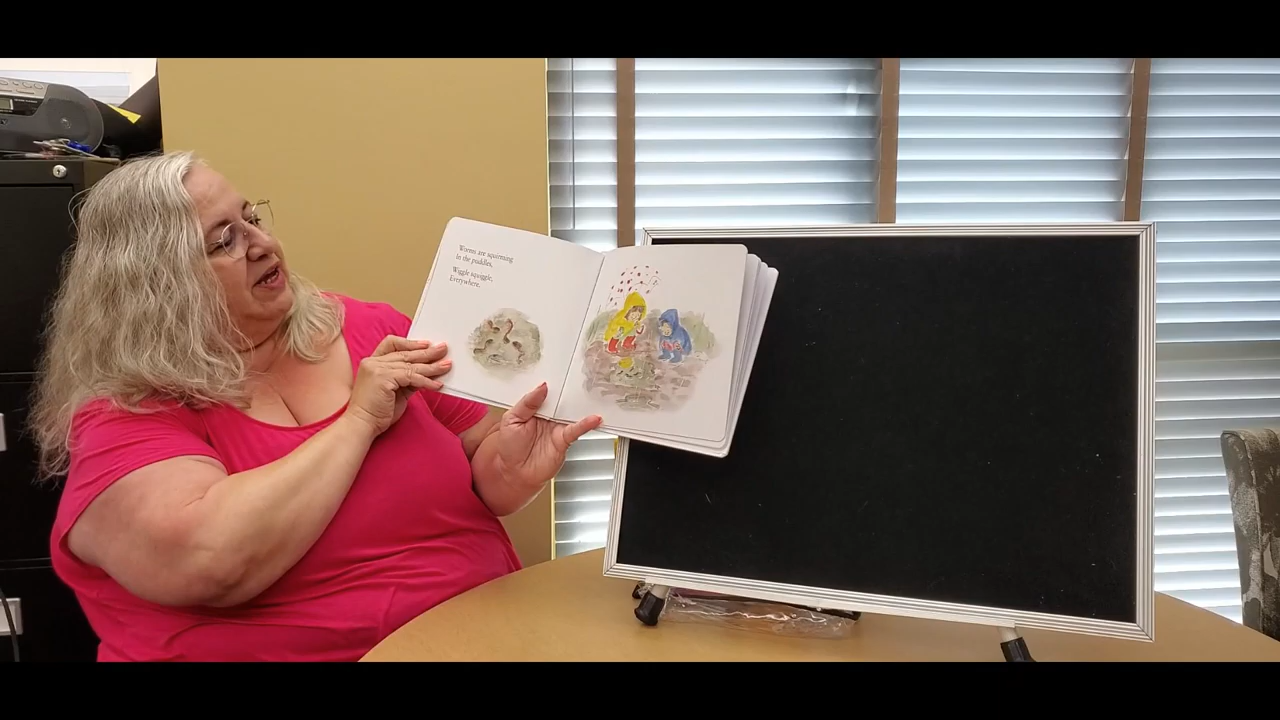 Worms are squirming
In the puddles,
Wiggle squiggle,
Everywhere.